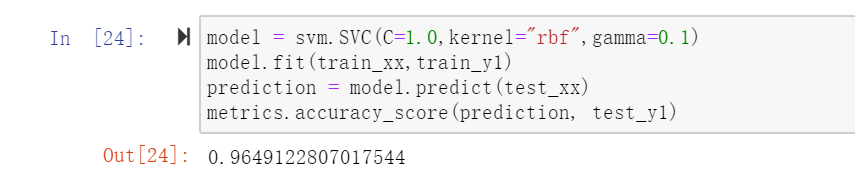 In [24]:
model = svm.SVC(C=1.0,kernel="rbf",gamma=0.1)
model.fit(train_xx,train_y1)
prediction = model.predict(test_xx)
metrics.accuracy_score(prediction, test_y1)
Out[24]: 0.9649122807017544